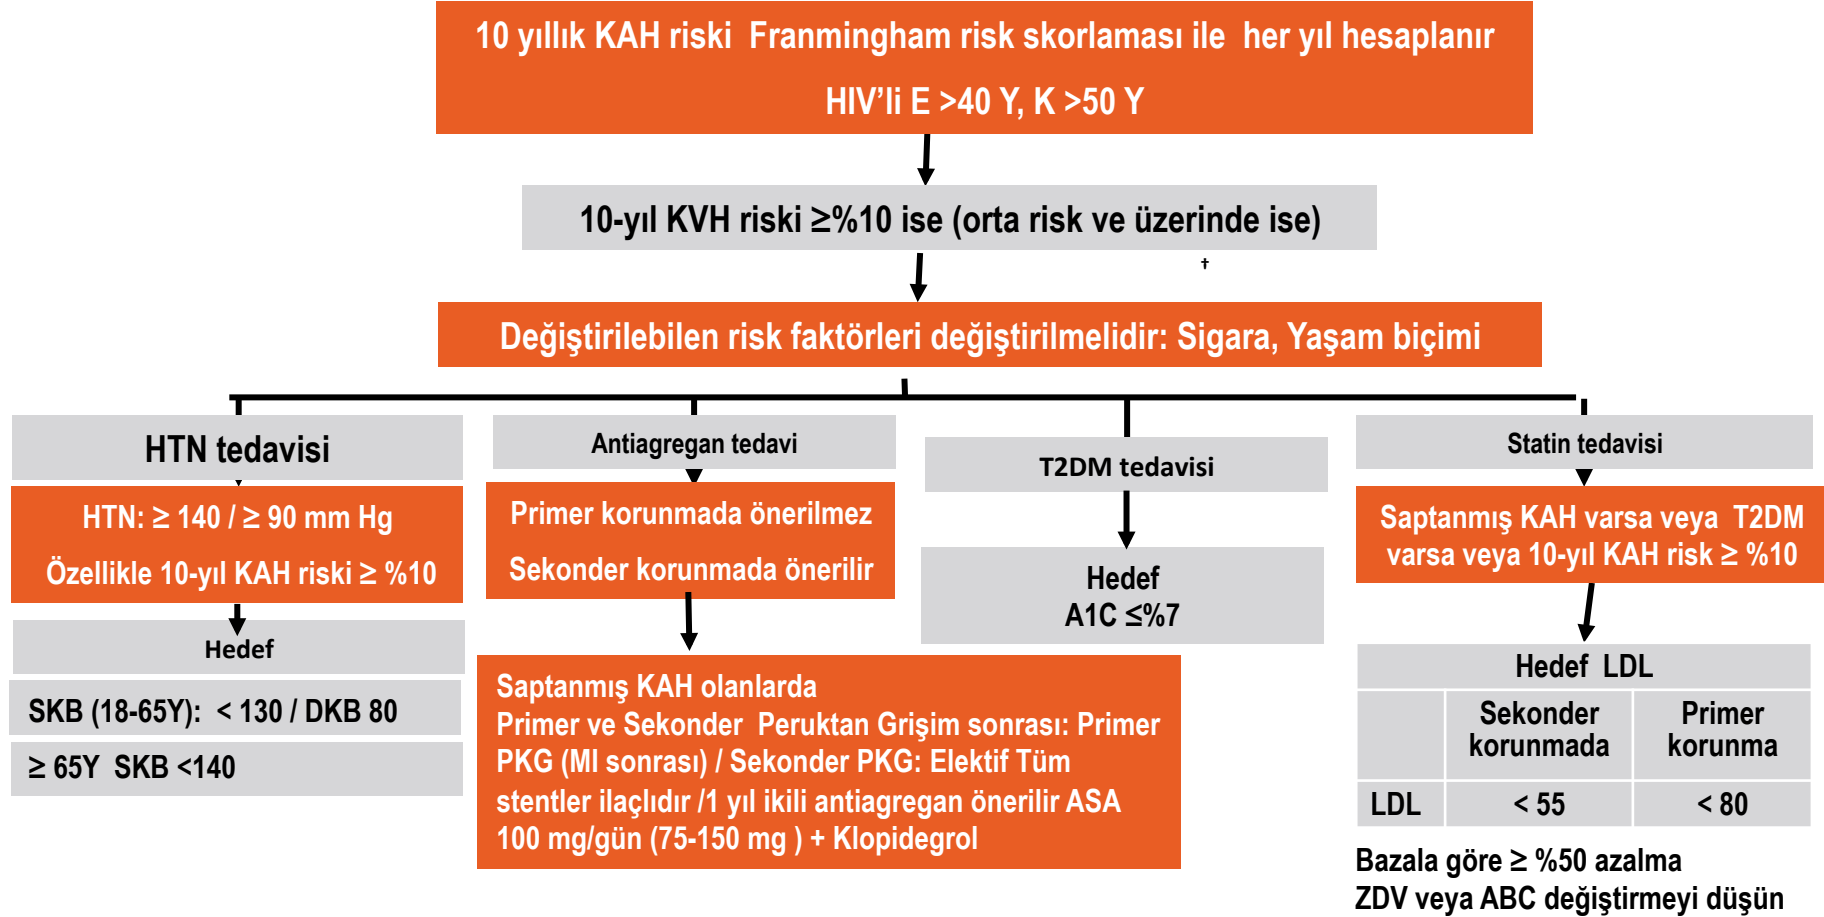 10 yıllık KAH riski Franmingham risk skorlaması ile her yıl hesaplanır
HIV’li E >40 Y, K >50 Y
10-yıl KVH riski ≥%10 ise (orta risk ve üzerinde ise)
†
Değiştirilebilen risk faktörleri değiştirilmelidir: Sigara, Yaşam biçimi
HTN tedavisi
HTN: ≥ 140 / ≥ 90 mm Hg
Özellikle 10-yıl KAH riski ≥ %10
Hedef
SKB (18-65Y): < 130 / DKB 80
≥ 65Y SKB <140
Antiagregan tedavi
Primer korunmada önerilmez
Sekonder korunmada önerilir
Saptanmış KAH olanlarda
Primer ve Sekonder Peruktan Grişim sonrası: Primer
PKG (MI sonrası) / Sekonder PKG: Elektif Tüm
stentler ilaçlıdır /1 yıl ikili antiagregan önerilir ASA
100 mg/gün (75-150 mg ) + Klopidegrol
T2DM tedavisi
Hedef
A1C ≤%7
Statin tedavisi
Saptanmış KAH varsa veya T2DM
varsa veya 10-yıl KAH risk ≥ %10
Hedef LDL
Sekonder korunmada
Primer korunma
LDL < 55 < 80
Bazala göre ≥ %50 azalma
ZDV veya ABC değiştirmeyi düşün